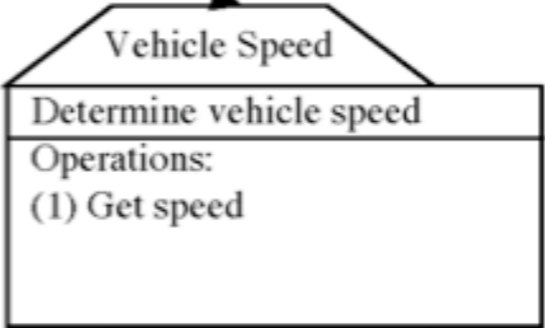 Vehicle Speed
Determine vehicle speed
Operations:
(1) Get speed